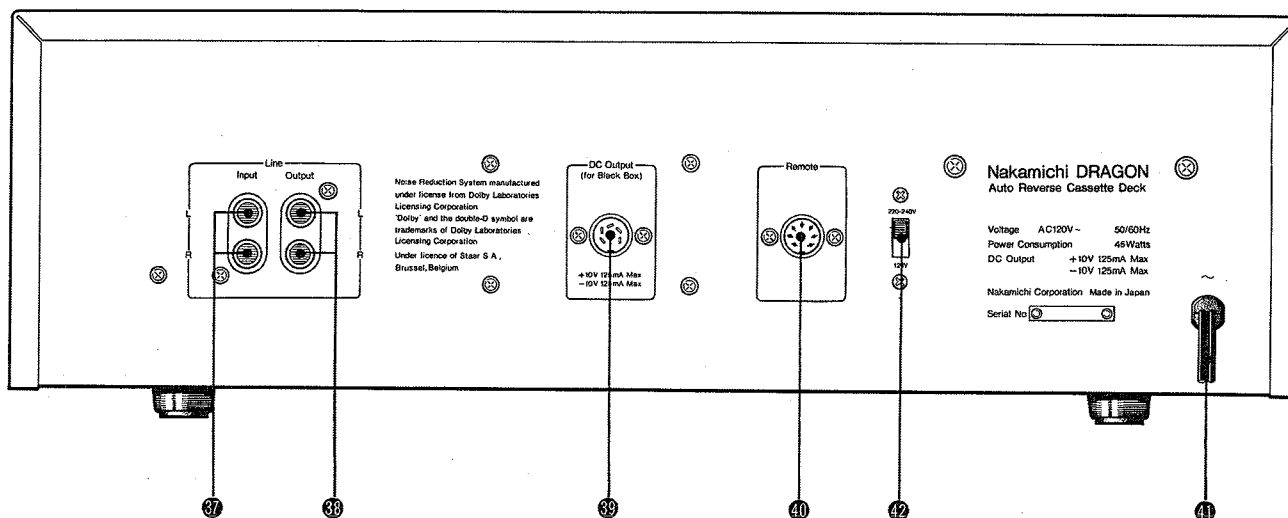 Line
Input Output
L L
R R
Noise Reduction System manufactured
under license from Dolby Laboratories
Licensing Corporation
'Dolby' and the double-D symbol are
trademarks of Dolby Laboratories
Licensing Corporation
Under licence of Staar S A,
Brussel, Belgium
DC Output
(for Black Box)
+10V 125mA Max
−10V 125mA Max
Remote
220-240V
120V
Nakamichi DRAGON
Auto Reverse Cassette Deck
Voltage AC120V~ 50/60Hz
Power Consumption 45Watts
DC Output +10V 125mA Max
−10V 125mA Max
Nakamichi Corporation Made in Japan
Serial No
~
37 38 39 40 42 41